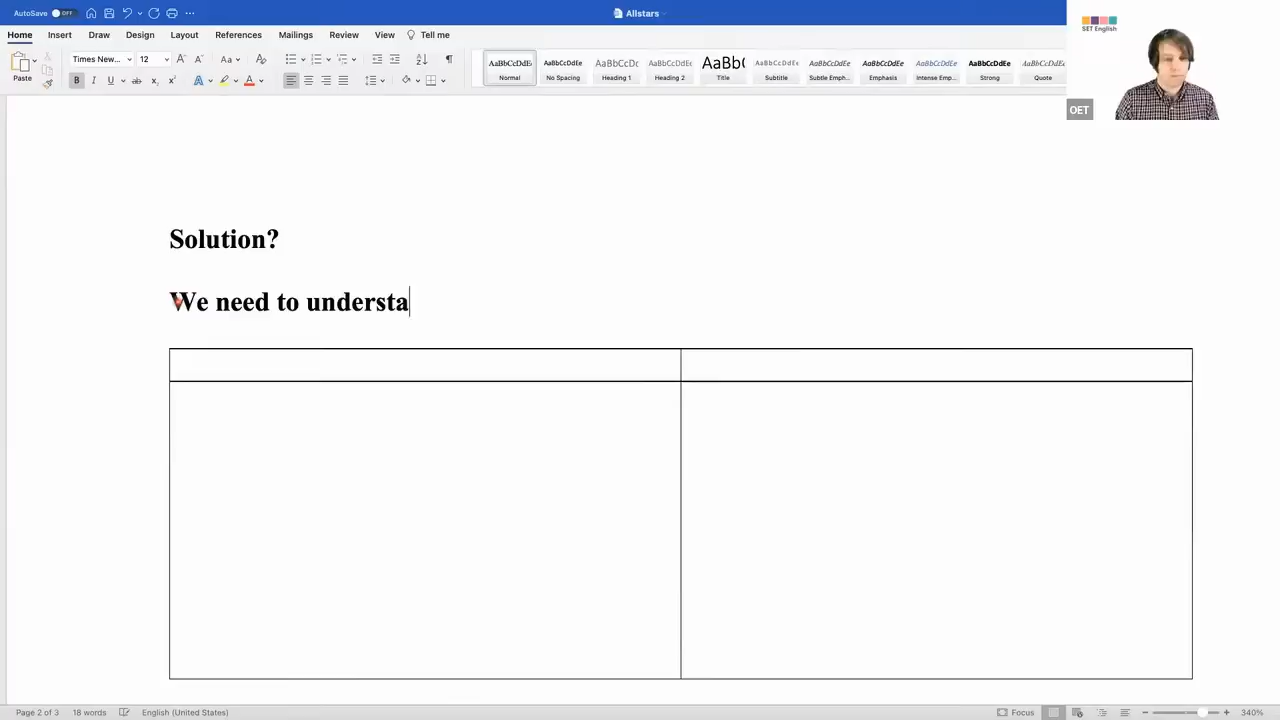 AutoSave OFF
Allstars
Home Insert Draw Design Layout References Mailings Review View Tell me
Paste
Times New... 12
AaBbCcDdEe Normal
AaBbCcDdEe No Spacing
AaBbCcDc Heading 1
AaBbCcDdEe Heading 2
AaBbC Title
AaBbCcDdEe Subtitle
AaBbCcDdEe Subtle Emph...
AaBbCcDdEe Emphasis
AaBbCcDdEe Intense Emp...
AaBbCcDdEe Strong
AaBbCcDdEe Quote
SET English
OET
Solution?
We need to understa
Page 2 of 3 18 words English (United States) Focus 340%